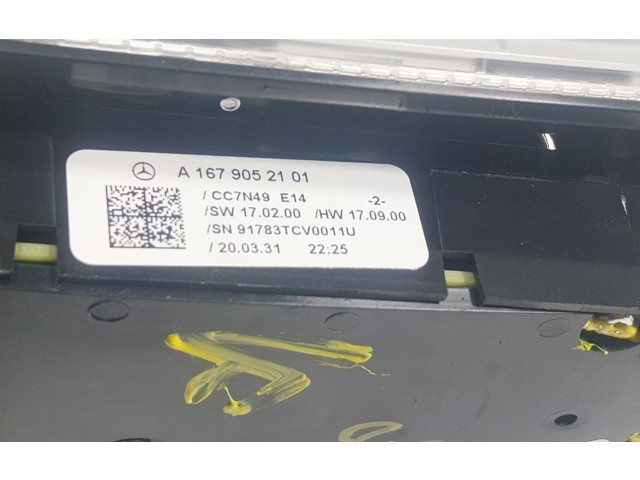 A 167 905 21 01
/ CC7N49 E14 -2-
/SW 17.02.00 /HW 17.09.00
/SN 91783TCV0011U
/ 20.03.31 22:25